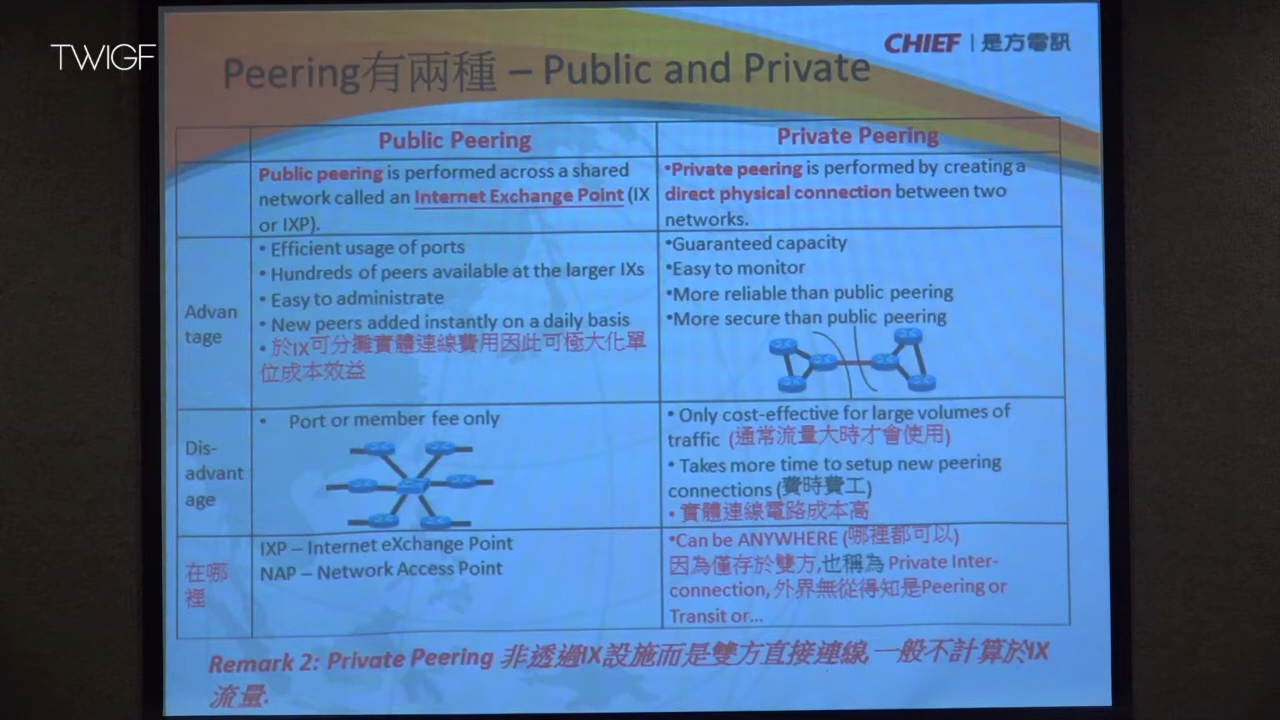 TWIGF
CHIEF | 是方電訊
Peering有兩種 – Public and Private
Public Peering
Private Peering
Public peering is performed across a shared
network called an Internet Exchange Point (IX
or IXP).
•Private peering is performed by creating a
direct physical connection between two
networks.
Advan
tage
• Efficient usage of ports
• Hundreds of peers available at the larger IXs
• Easy to administrate
• New peers added instantly on a daily basis
• 於IX可分攤實體連線費用因此可極大化單
位成本效益
•Guaranteed capacity
•Easy to monitor
•More reliable than public peering
•More secure than public peering
Dis-
advant
age
• Port or member fee only
• Only cost-effective for large volumes of
traffic (通常流量大時才會使用)
• Takes more time to setup new peering
connections (費時費工)
• 實體連線電路成本高
在哪
裡
IXP – Internet eXchange Point
NAP – Network Access Point
•Can be ANYWHERE (哪裡都可以)
因為僅存於雙方,也稱為 Private Inter-
connection, 外界無從得知是Peering or
Transit or...
Remark 2: Private Peering 非透過IX設施而是雙方直接連線, 一般不計算於IX
流量.